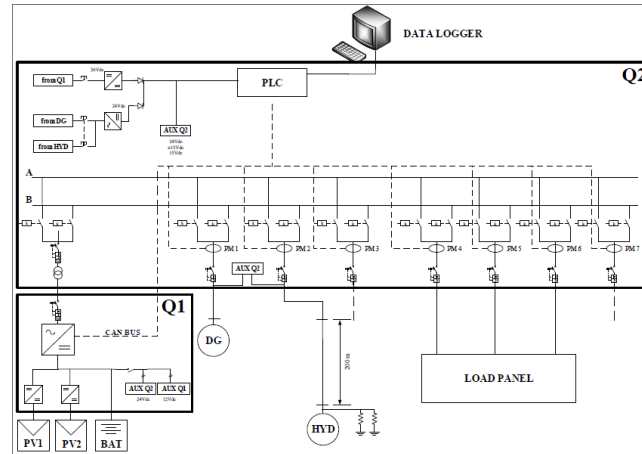 DATA LOGGER
Q2
from Q1
24Vdc
PLC
from DG
24Vdc
from HYD
AUX Q2
24Vdc
±15Vdc
15Vdc
A
B
PM 1
PM 2
PM 3
PM 4
PM 5
PM 6
PM 7
AUX Q2
Q1
CAN BUS
DG
200 m
LOAD PANEL
AUX Q2
AUX Q1
24Vdc
12Vdc
HYD
PV1
PV2
BAT